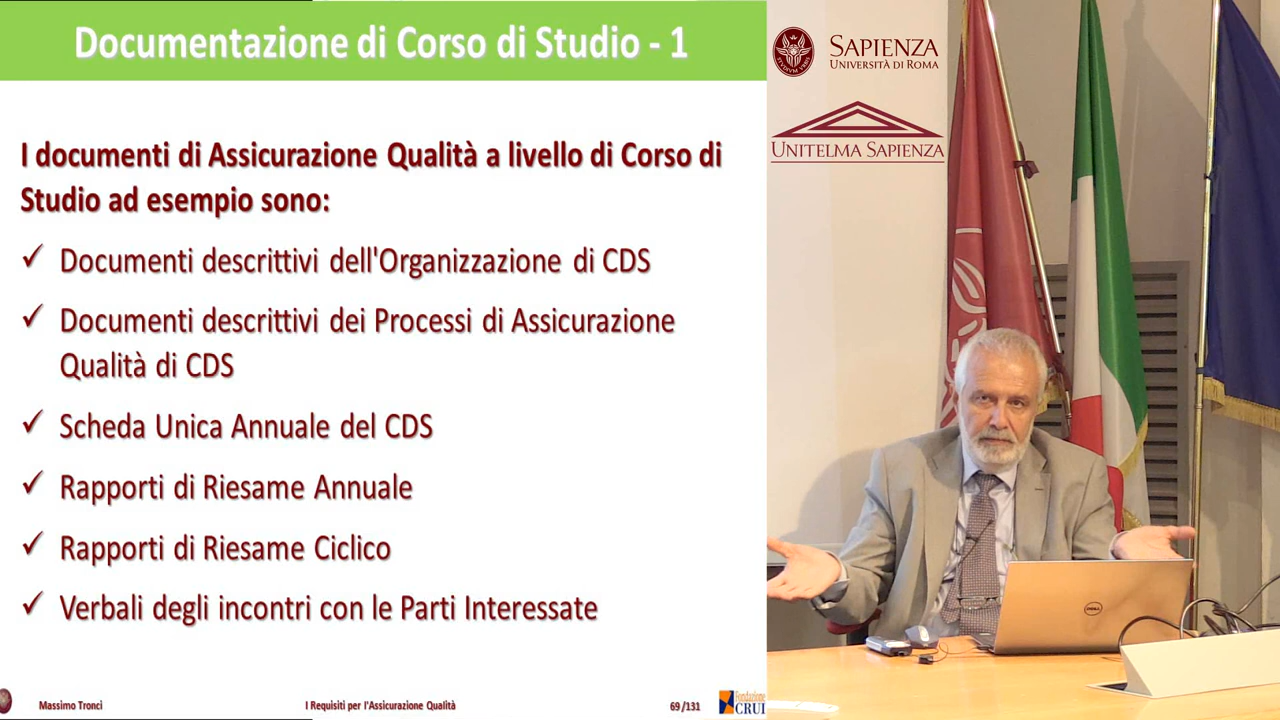 Documentazione di Corso di Studio - 1
I documenti di Assicurazione Qualità a livello di Corso di
Studio ad esempio sono:
✓ Documenti descrittivi dell'Organizzazione di CDS
✓ Documenti descrittivi dei Processi di Assicurazione
Qualità di CDS
✓ Scheda Unica Annuale del CDS
✓ Rapporti di Riesame Annuale
✓ Rapporti di Riesame Ciclico
✓ Verbali degli incontri con le Parti Interessate
Massimo Tronci
I Requisiti per l'Assicurazione Qualità
69/131
Fondazione
CRUI
SAPIENZA
UNIVERSITÀ DI ROMA
UNITELMA SAPIENZA
DELL